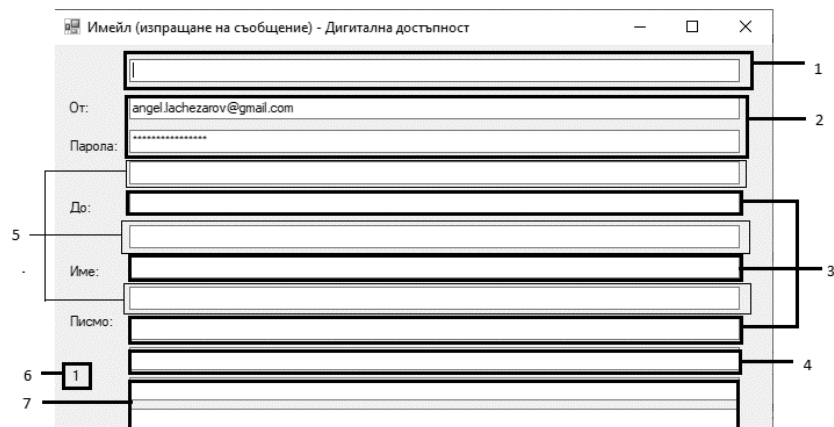 Имейл (изпращане на съобщение) - Дигитална достъпност
1
От:
angel.lachezarov@gmail.com
2
Парола:
****************
До:
5
3
Име:
Писмо:
4
6
1
7